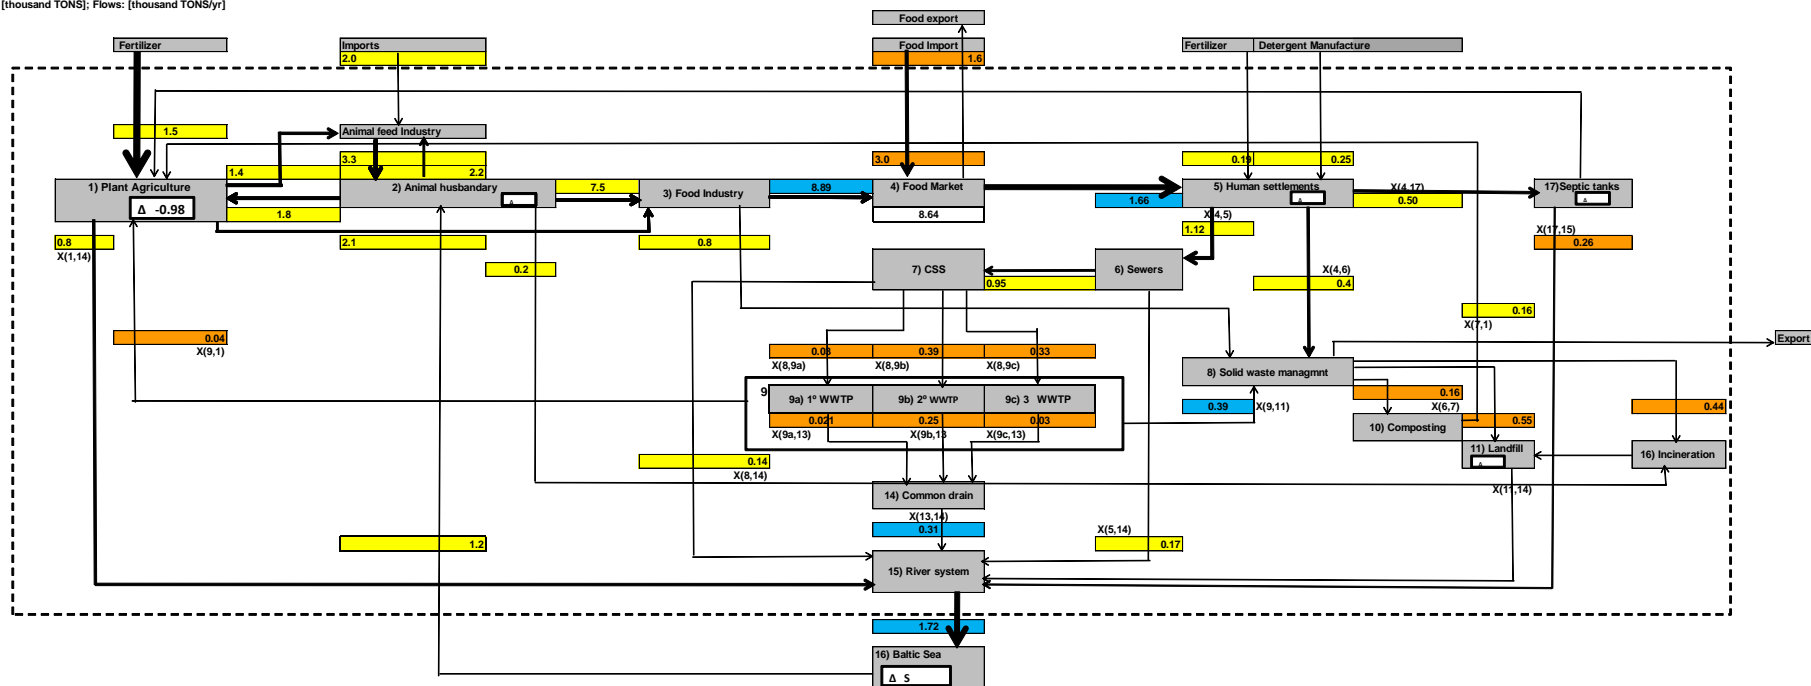 [thousand TONS]; Flows: [thousand TONS/yr]
Food export
Fertilizer
Imports
Food Import
Fertilizer
Detergent Manufacture
2.0
1.6
1.5
Animal feed Industry
3.3
3.0
0.19
0.25
1.4
2.2
1) Plant Agriculture
2) Animal husbandary
7.5
3) Food Industry
8.89
4) Food Market
5) Human settlements
X(4,17)
17)Septic tanks
Δ -0.98
1.66
0.50
1.8
8.64
X(4,5)
1.12
X(17,15)
0.8
2.1
0.8
0.26
X(1,14)
0.2
7) CSS
6) Sewers
X(4,6)
0.95
0.4
0.16
X(7,1)
0.04
X(9,1)
Export
0.08
0.39
0.33
X(8,9a)
X(8,9b)
X(8,9c)
8) Solid waste managmnt
9
9a) 1º WWTP
9b) 2º WWTP
9c) 3 WWTP
0.16
0.39
X(9,11)
X(6,7)
0.44
0.021
0.25
0.03
10) Composting
0.55
X(9a,13)
X(9b,13
X(9c,13)
11) Landfill
16) Incineration
0.14
X(8,14)
X(11,14)
14) Common drain
X(13,14)
0.31
X(5,14)
1.2
0.17
15) River system
1.72
16) Baltic Sea
Δ S